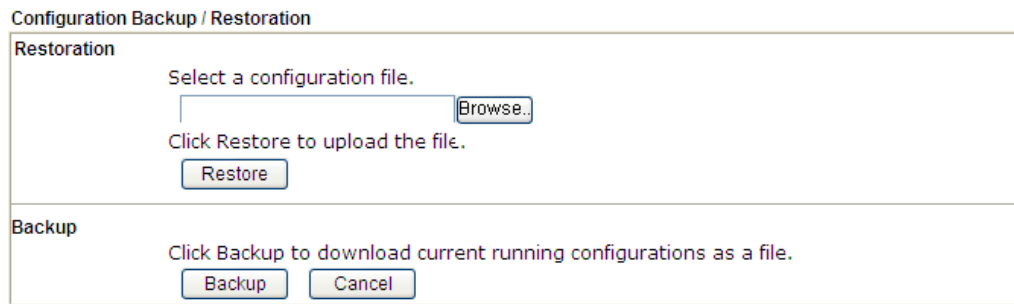 Configuration Backup / Restoration
Restoration
Select a configuration file.
Browse..
Click Restore to upload the file.
Restore
Backup
Click Backup to download current running configurations as a file.
Backup Cancel